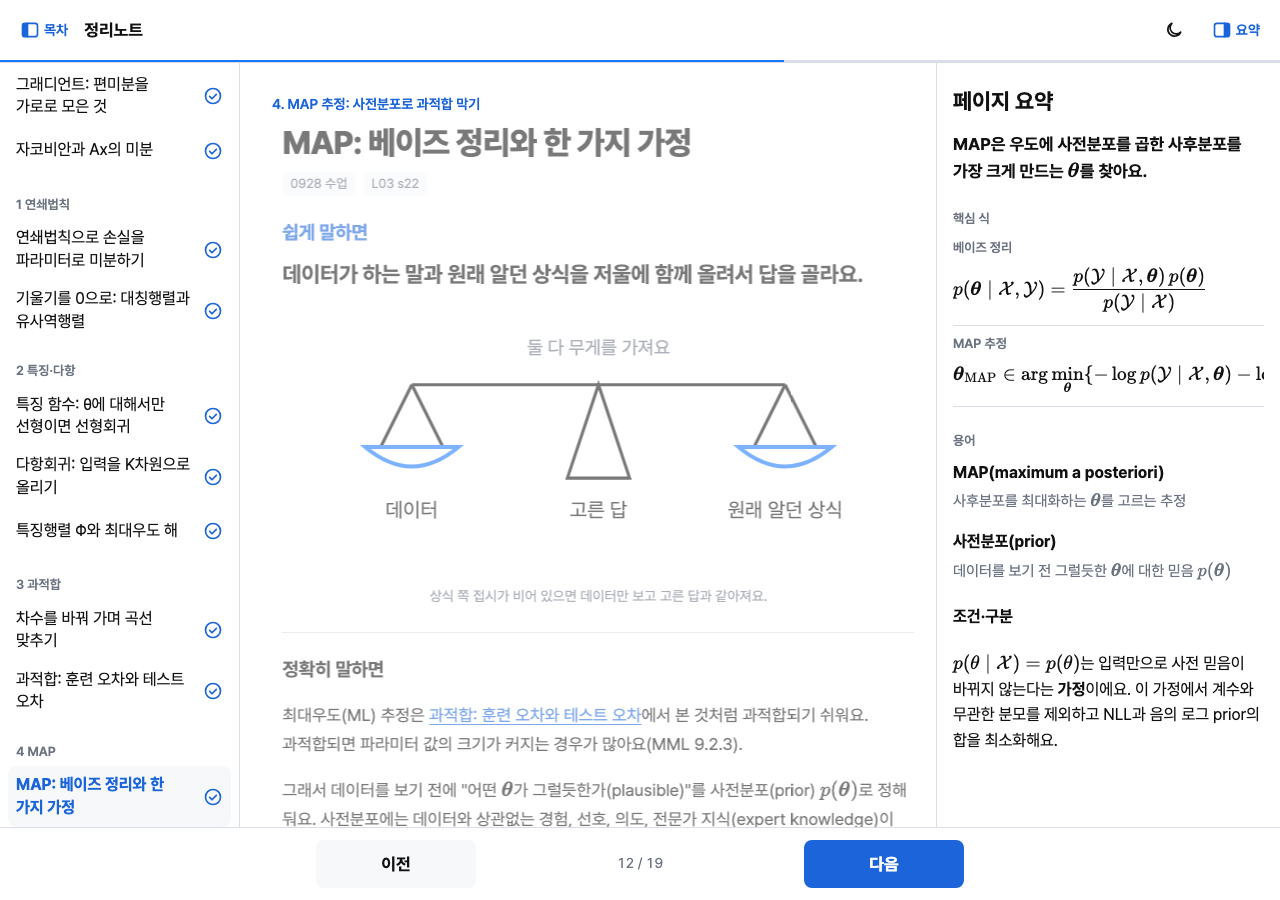 목차 정리노트 요약
그래디언트: 편미분을
가로로 모은 것
자코비안과 Ax의 미분
1 연쇄법칙
연쇄법칙으로 손실을
파라미터로 미분하기
기울기를 0으로: 대칭행렬과
유사역행렬
2 특징·다항
특징 함수: θ에 대해서만
선형이면 선형회귀
다항회귀: 입력을 K차원으로
올리기
특징행렬 Φ와 최대우도 해
3 과적합
차수를 바꿔 가며 곡선
맞추기
과적합: 훈련 오차와 테스트
오차
4 MAP
MAP: 베이즈 정리와 한
가지 가정
4. MAP 추정: 사전분포로 과적합 막기
MAP: 베이즈 정리와 한 가지 가정
0928 수업 L03 s22
쉽게 말하면
데이터가 하는 말과 원래 알던 상식을 저울에 함께 올려서 답을 골라요.
둘 다 무게를 가져요
데이터 고른 답 원래 알던 상식
상식 쪽 접시가 비어 있으면 데이터만 보고 고른 답과 같아져요.
정확히 말하면
최대우도(ML) 추정은 과적합: 훈련 오차와 테스트 오차에서 본 것처럼 과적합되기 쉬워요.
과적합되면 파라미터 값의 크기가 커지는 경우가 많아요(MML 9.2.3).
그래서 데이터를 보기 전에 "어떤 θ가 그럴듯한가(plausible)"를 사전분포(prior) p(θ)로 정해
둬요. 사전분포에는 데이터와 상관없는 경험, 선호, 의도, 전문가 지식(expert knowledge)이
페이지 요약
MAP은 우도에 사전분포를 곱한 사후분포를
가장 크게 만드는 θ를 찾아요.
핵심 식
베이즈 정리
p(θ | 𝒳, 𝒴) = p(𝒴 | 𝒳, θ) p(θ) / p(𝒴 | 𝒳)
MAP 추정
θ_MAP ∈ arg min_θ {− log p(𝒴 | 𝒳, θ) − lo
용어
MAP(maximum a posteriori)
사후분포를 최대화하는 θ를 고르는 추정
사전분포(prior)
데이터를 보기 전 그럴듯한 θ에 대한 믿음 p(θ)
조건·구분
p(θ | 𝒳) = p(θ)는 입력만으로 사전 믿음이
바뀌지 않는다는 가정이에요. 이 가정에서 계수와
무관한 분모를 제외하고 NLL과 음의 로그 prior의
합을 최소화해요.
이전 12 / 19 다음